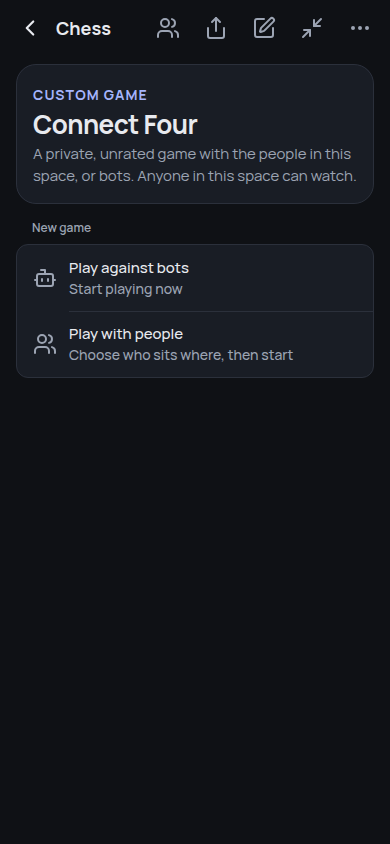 Chess
CUSTOM GAME
Connect Four
A private, unrated game with the people in this
space, or bots. Anyone in this space can watch.
New game
Play against bots
Start playing now
Play with people
Choose who sits where, then start